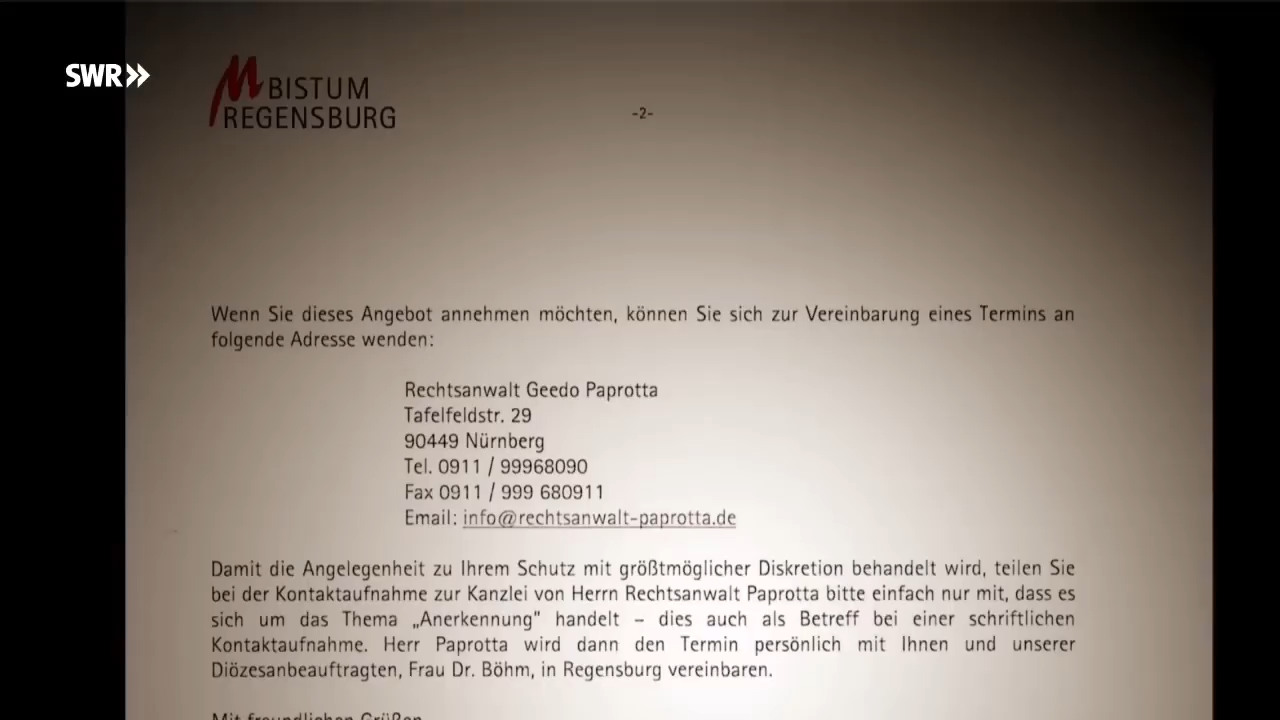 SWR»
BISTUM
REGENSBURG
-2-
Wenn Sie dieses Angebot annehmen möchten, können Sie sich zur Vereinbarung eines Termins an
folgende Adresse wenden:
Rechtsanwalt Geedo Paprotta
Tafelfeldstr. 29
90449 Nürnberg
Tel. 0911 / 99968090
Fax 0911 / 999 680911
Email: info@rechtsanwalt-paprotta.de
Damit die Angelegenheit zu Ihrem Schutz mit größtmöglicher Diskretion behandelt wird, teilen Sie
bei der Kontaktaufnahme zur Kanzlei von Herrn Rechtsanwalt Paprotta bitte einfach nur mit, dass es
sich um das Thema „Anerkennung" handelt – dies auch als Betreff bei einer schriftlichen
Kontaktaufnahme. Herr Paprotta wird dann den Termin persönlich mit Ihnen und unserer
Diözesanbeauftragten, Frau Dr. Böhm, in Regensburg vereinbaren.
Mit freundlichen Grüßen